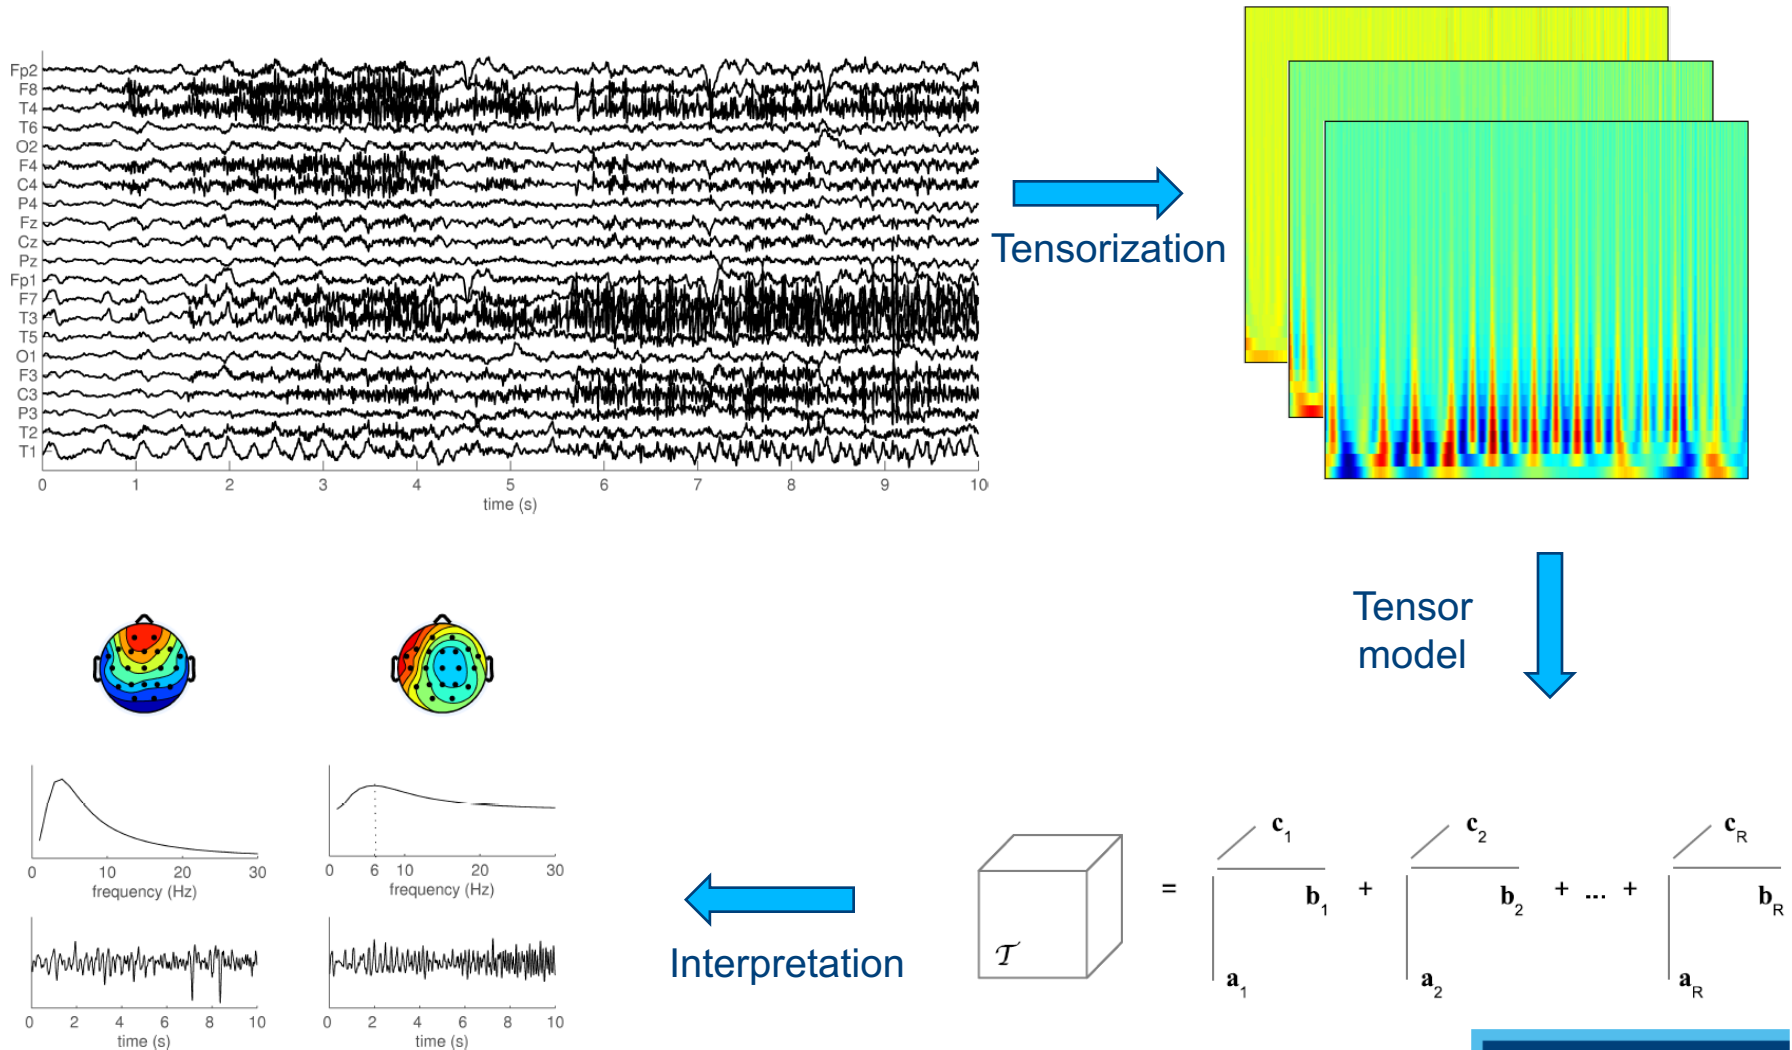 Fp2
F8
T4
T6
O2
F4
C4
P4
Fz
Cz
Pz
Fp1
F7
T3
T5
O1
F3
C3
P3
T2
T1
0 1 2 3 4 5 6 7 8 9 10
time (s)
Tensorization
Tensor
model
𝒯 = a₁ b₁ c₁ + a₂ b₂ c₂ + ... + a_R b_R c_R
Interpretation
0 10 20 30
frequency (Hz)
0 6 10 20 30
frequency (Hz)
0 2 4 6 8 10
time (s)
0 2 4 6 8 10
time (s)